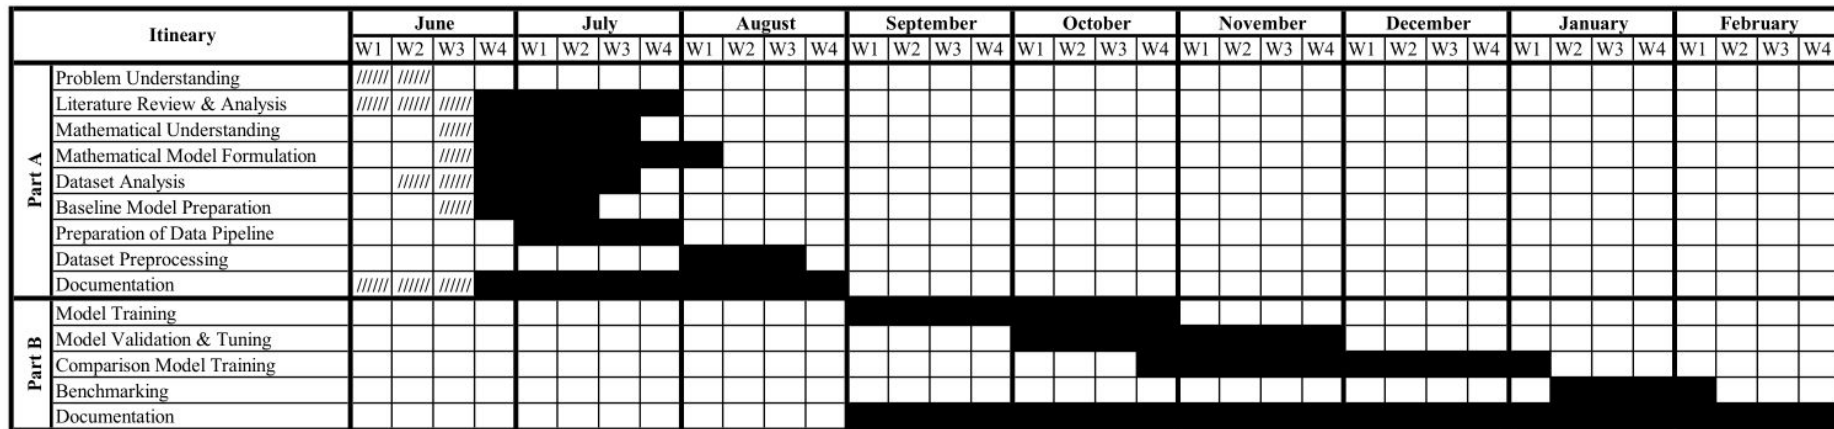 Itineary June July August September October November December January February
W1 W2 W3 W4 W1 W2 W3 W4 W1 W2 W3 W4 W1 W2 W3 W4 W1 W2 W3 W4 W1 W2 W3 W4 W1 W2 W3 W4 W1 W2 W3 W4 W1 W2 W3 W4
Part A
Problem Understanding ////// //////
Literature Review & Analysis ////// ////// //////
Mathematical Understanding //////
Mathematical Model Formulation //////
Dataset Analysis ////// //////
Baseline Model Preparation //////
Preparation of Data Pipeline
Dataset Preprocessing
Documentation ////// ////// //////
Part B
Model Training
Model Validation & Tuning
Comparison Model Training
Benchmarking
Documentation